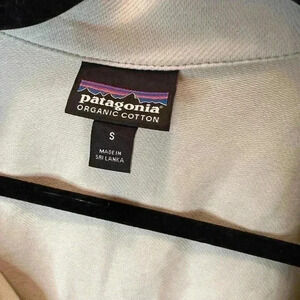 patagonia
ORGANIC COTTON
S
MADE IN
SRI LANKA